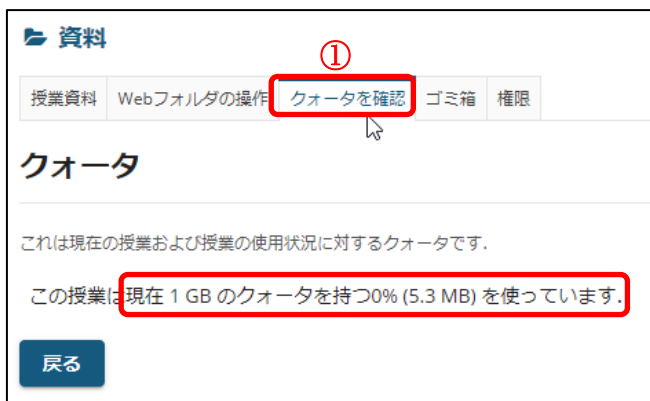 資料
①
授業資料 Webフォルダの操作 クォータを確認 ゴミ箱 権限
クォータ
これは現在の授業および授業の使用状況に対するクォータです.
この授業は現在 1 GB のクォータを持つ0% (5.3 MB) を使っています.
戻る